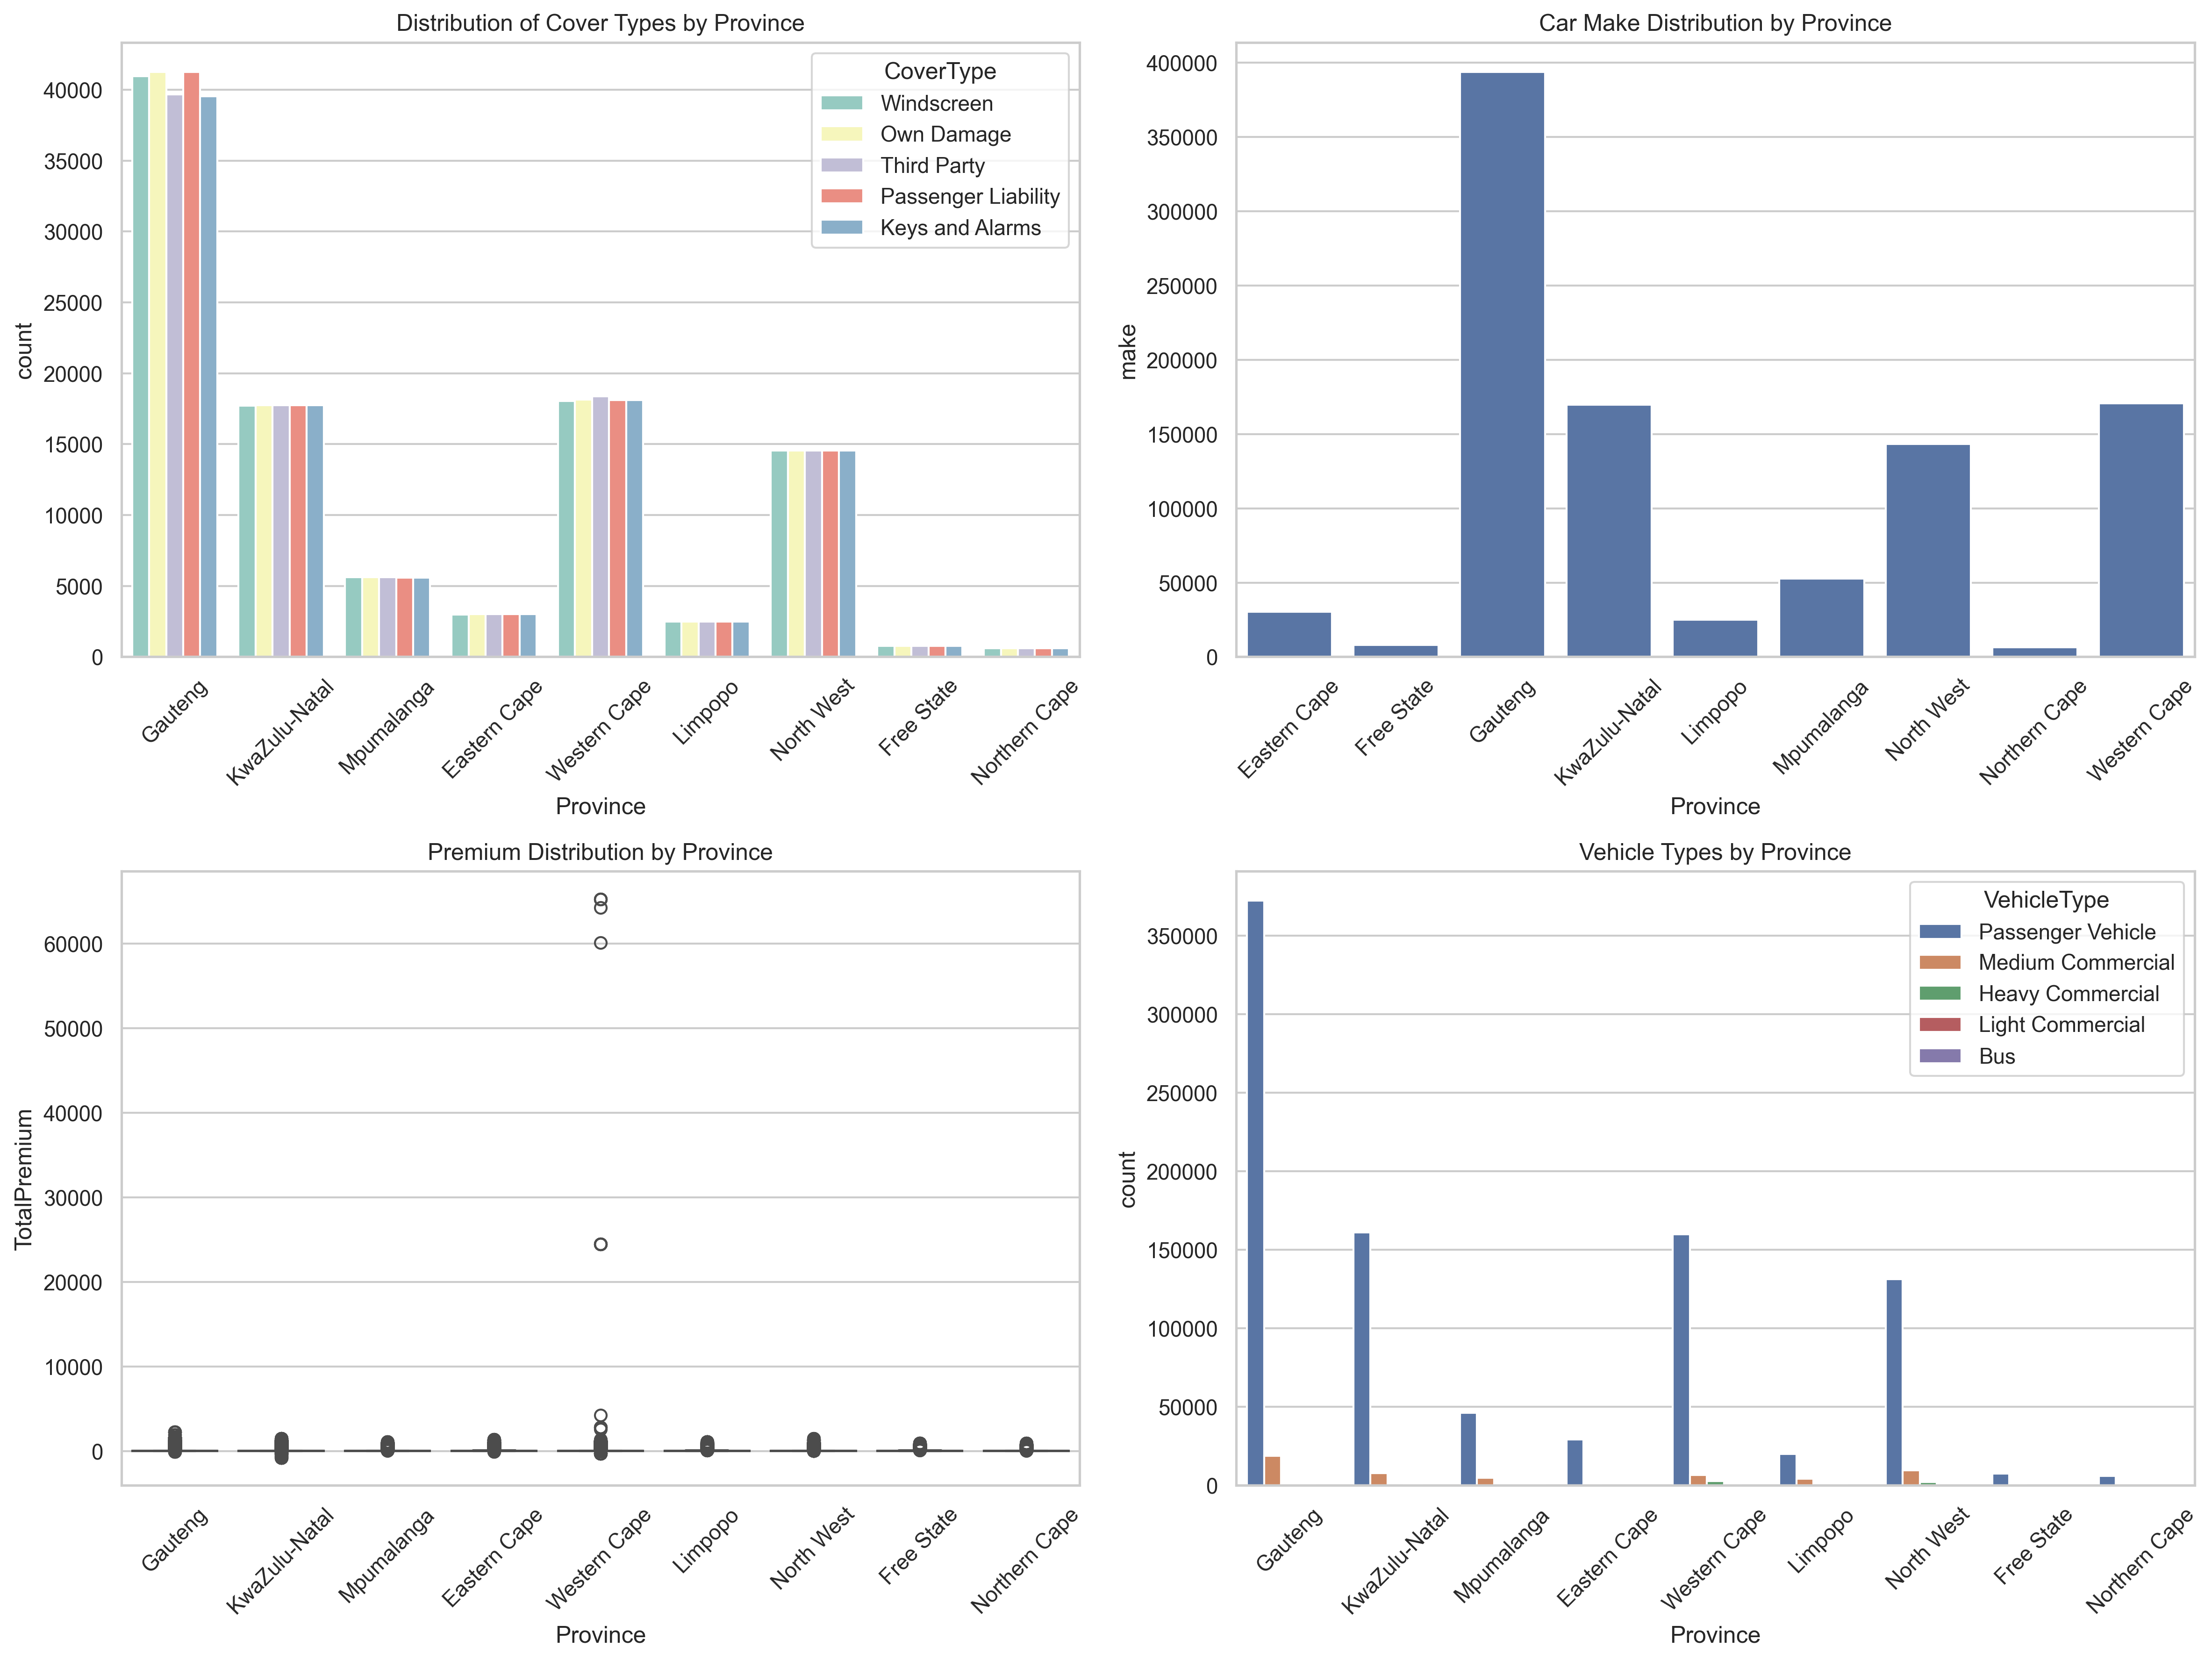 Distribution of Cover Types by Province
count
40000
35000
30000
25000
20000
15000
10000
5000
0
CoverType
Windscreen
Own Damage
Third Party
Passenger Liability
Keys and Alarms
Gauteng
KwaZulu-Natal
Mpumalanga
Eastern Cape
Western Cape
Limpopo
North West
Free State
Northern Cape
Province
Car Make Distribution by Province
make
400000
350000
300000
250000
200000
150000
100000
50000
0
Eastern Cape
Free State
Gauteng
KwaZulu-Natal
Limpopo
Mpumalanga
North West
Northern Cape
Western Cape
Province
Premium Distribution by Province
TotalPremium
60000
50000
40000
30000
20000
10000
0
Gauteng
KwaZulu-Natal
Mpumalanga
Eastern Cape
Western Cape
Limpopo
North West
Free State
Northern Cape
Province
Vehicle Types by Province
count
350000
300000
250000
200000
150000
100000
50000
0
VehicleType
Passenger Vehicle
Medium Commercial
Heavy Commercial
Light Commercial
Bus
Gauteng
KwaZulu-Natal
Mpumalanga
Eastern Cape
Western Cape
Limpopo
North West
Free State
Northern Cape
Province